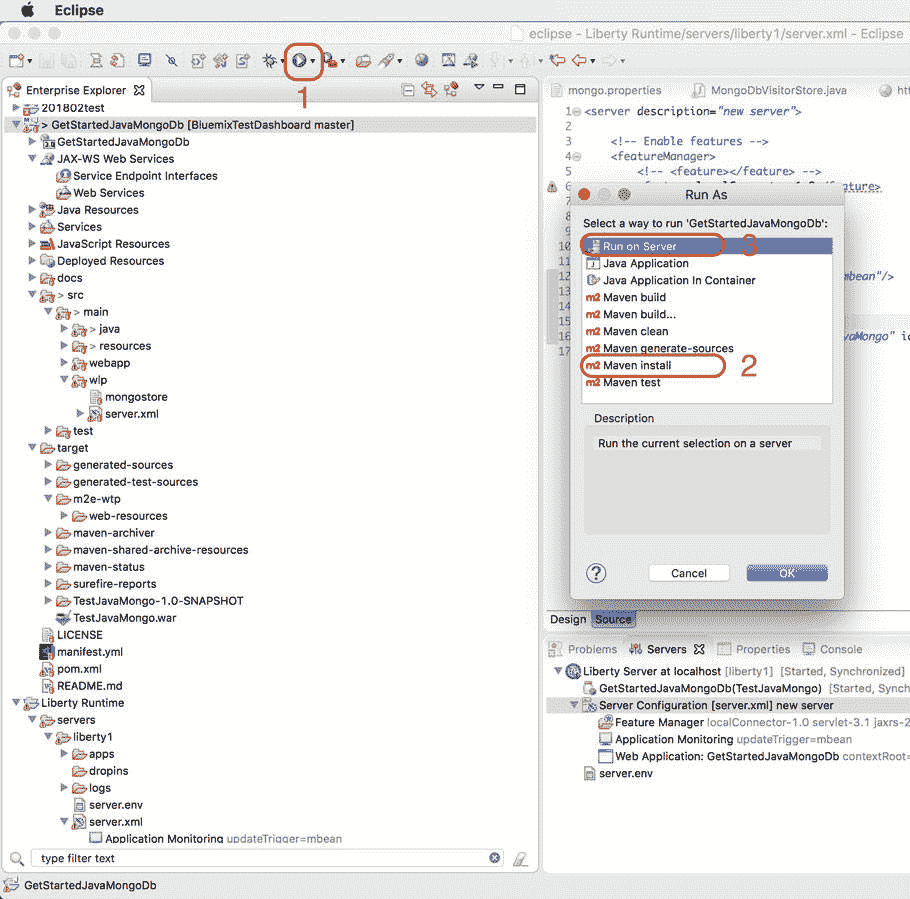 Eclipse
eclipse - Liberty Runtime/servers/liberty1/server.xml - Eclipse
1
Enterprise Explorer
201802test
> GetStartedJavaMongoDb [BluemixTestDashboard master]
GetStartedJavaMongoDb
JAX-WS Web Services
Service Endpoint Interfaces
Web Services
Java Resources
Services
JavaScript Resources
Deployed Resources
docs
> src
> main
> java
> resources
webapp
wlp
mongostore
server.xml
test
target
generated-sources
generated-test-sources
m2e-wtp
web-resources
maven-archiver
maven-shared-archive-resources
maven-status
surefire-reports
TestJavaMongo-1.0-SNAPSHOT
TestJavaMongo.war
LICENSE
manifest.yml
pom.xml
README.md
Liberty Runtime
servers
liberty1
apps
dropins
logs
server.env
server.xml
Application Monitoring updateTrigger=mbean
type filter text
GetStartedJavaMongoDb
mongo.properties
MongoDbVisitorStore.java
1 <server description="new server">
2
3 <!-- Enable features -->
4 <featureManager>
5 <!-- <feature></feature> -->
6 feature>
7
8
9
10
11
12 mbean"/>
13
14
15
16
17
Run As
Select a way to run 'GetStartedJavaMongoDb':
Run on Server
3
Java Application
Java Application In Container
m2 Maven build
m2 Maven build...
m2 Maven clean
m2 Maven generate-sources
m2 Maven install
2
m2 Maven test
Description
Run the current selection on a server
?
Cancel
OK
Design
Source
Problems
Servers
Properties
Console
Liberty Server at localhost [liberty1] [Started, Synchronized]
GetStartedJavaMongoDb(TestJavaMongo) [Started, Synch
Server Configuration [server.xml] new server
Feature Manager localConnector-1.0 servlet-3.1 jaxrs-2
Application Monitoring updateTrigger=mbean
Web Application: GetStartedJavaMongoDb contextRoot=
server.env